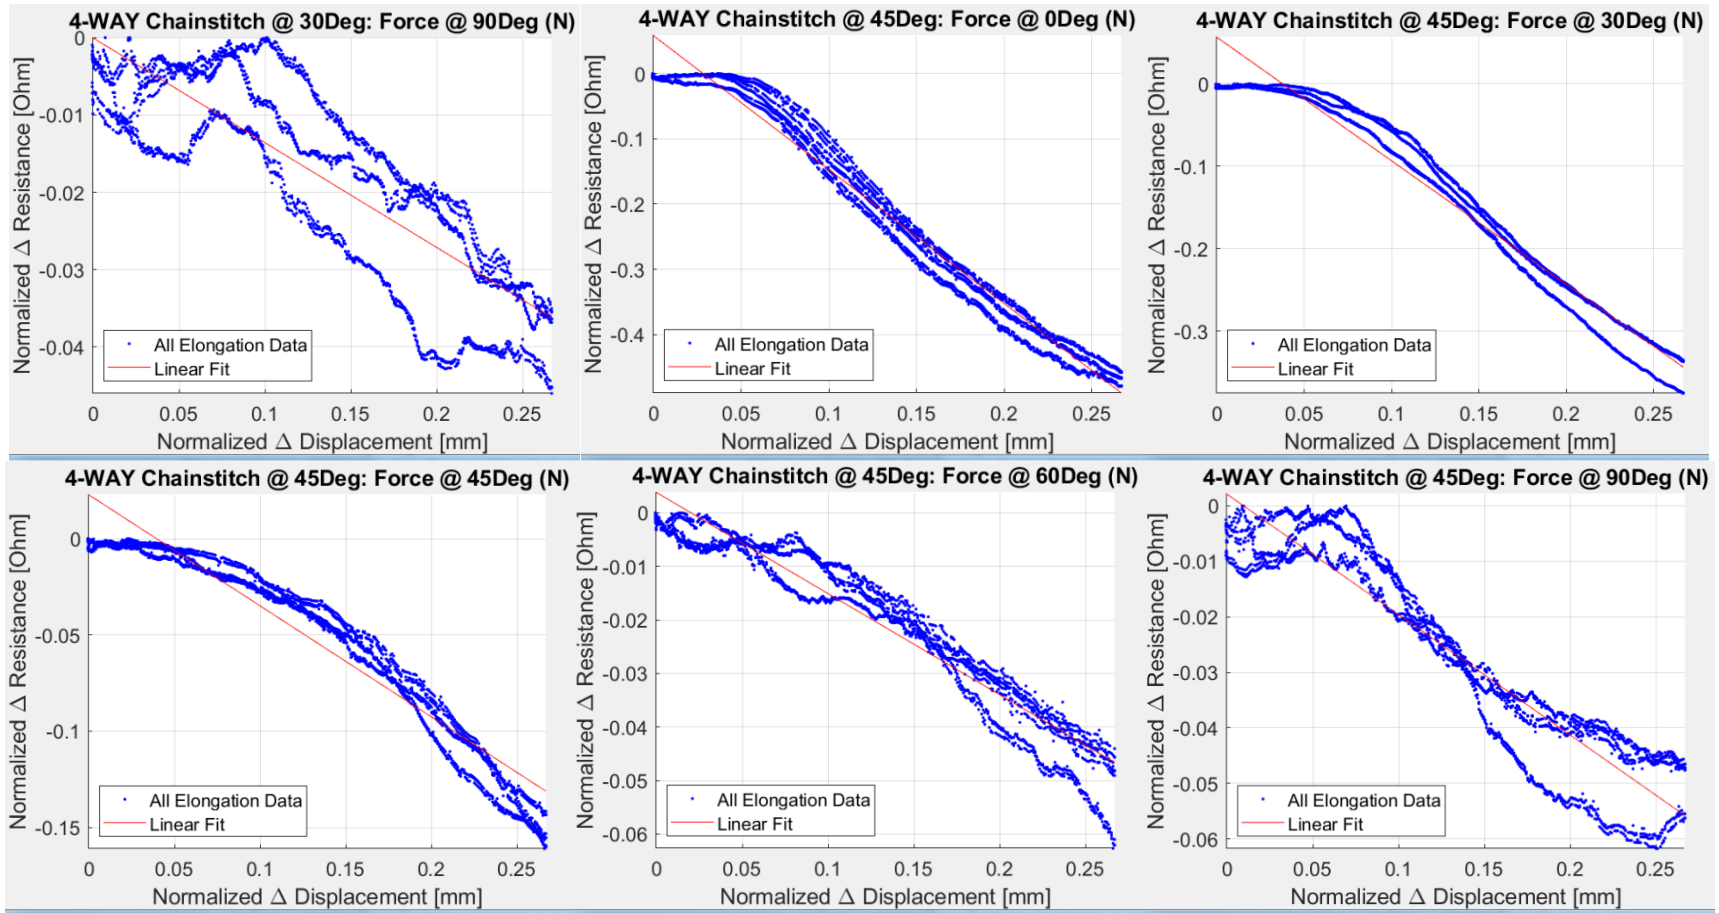 4-WAY Chainstitch @ 30Deg: Force @ 90Deg (N)
Normalized Δ Resistance [Ohm]
0
-0.01
-0.02
-0.03
-0.04
All Elongation Data
Linear Fit
0 0.05 0.1 0.15 0.2 0.25
Normalized Δ Displacement [mm]
4-WAY Chainstitch @ 45Deg: Force @ 0Deg (N)
Normalized Δ Resistance [Ohm]
0
-0.1
-0.2
-0.3
-0.4
All Elongation Data
Linear Fit
0 0.05 0.1 0.15 0.2 0.25
Normalized Δ Displacement [mm]
4-WAY Chainstitch @ 45Deg: Force @ 30Deg (N)
Normalized Δ Resistance [Ohm]
0
-0.1
-0.2
-0.3
All Elongation Data
Linear Fit
0 0.05 0.1 0.15 0.2 0.25
Normalized Δ Displacement [mm]
4-WAY Chainstitch @ 45Deg: Force @ 45Deg (N)
Normalized Δ Resistance [Ohm]
0
-0.05
-0.1
-0.15
All Elongation Data
Linear Fit
0 0.05 0.1 0.15 0.2 0.25
Normalized Δ Displacement [mm]
4-WAY Chainstitch @ 45Deg: Force @ 60Deg (N)
Normalized Δ Resistance [Ohm]
0
-0.01
-0.02
-0.03
-0.04
-0.05
-0.06
All Elongation Data
Linear Fit
0 0.05 0.1 0.15 0.2 0.25
Normalized Δ Displacement [mm]
4-WAY Chainstitch @ 45Deg: Force @ 90Deg (N)
Normalized Δ Resistance [Ohm]
0
-0.01
-0.02
-0.03
-0.04
-0.05
-0.06
All Elongation Data
Linear Fit
0 0.05 0.1 0.15 0.2 0.25
Normalized Δ Displacement [mm]